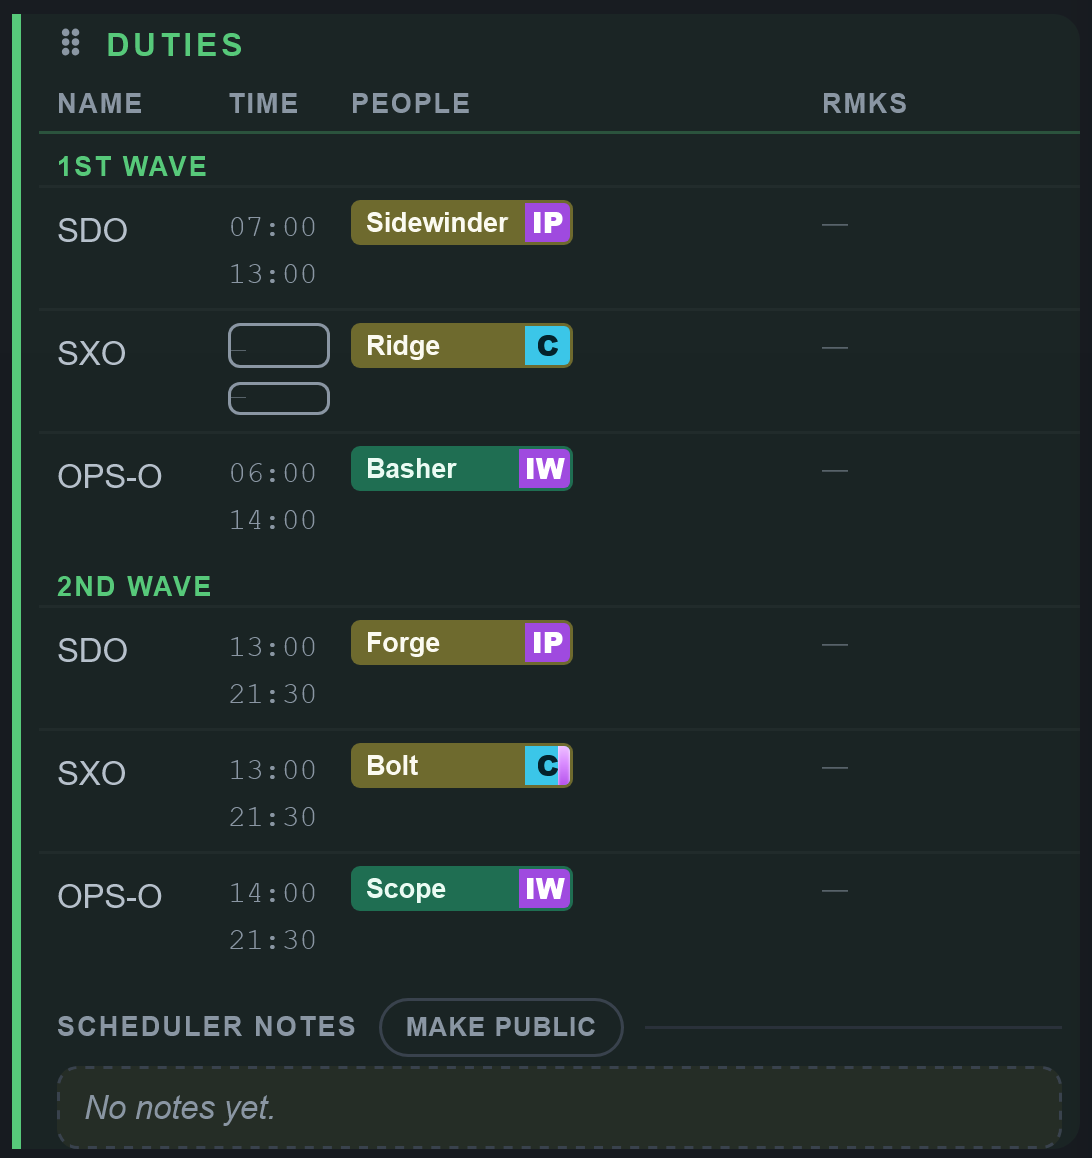 DUTIES
NAME TIME PEOPLE RMKS
1ST WAVE
SDO 07:00 Sidewinder IP —
13:00
SXO — Ridge C —
—
OPS-O 06:00 Basher IW —
14:00
2ND WAVE
SDO 13:00 Forge IP —
21:30
SXO 13:00 Bolt C —
21:30
OPS-O 14:00 Scope IW —
21:30
SCHEDULER NOTES MAKE PUBLIC
No notes yet.